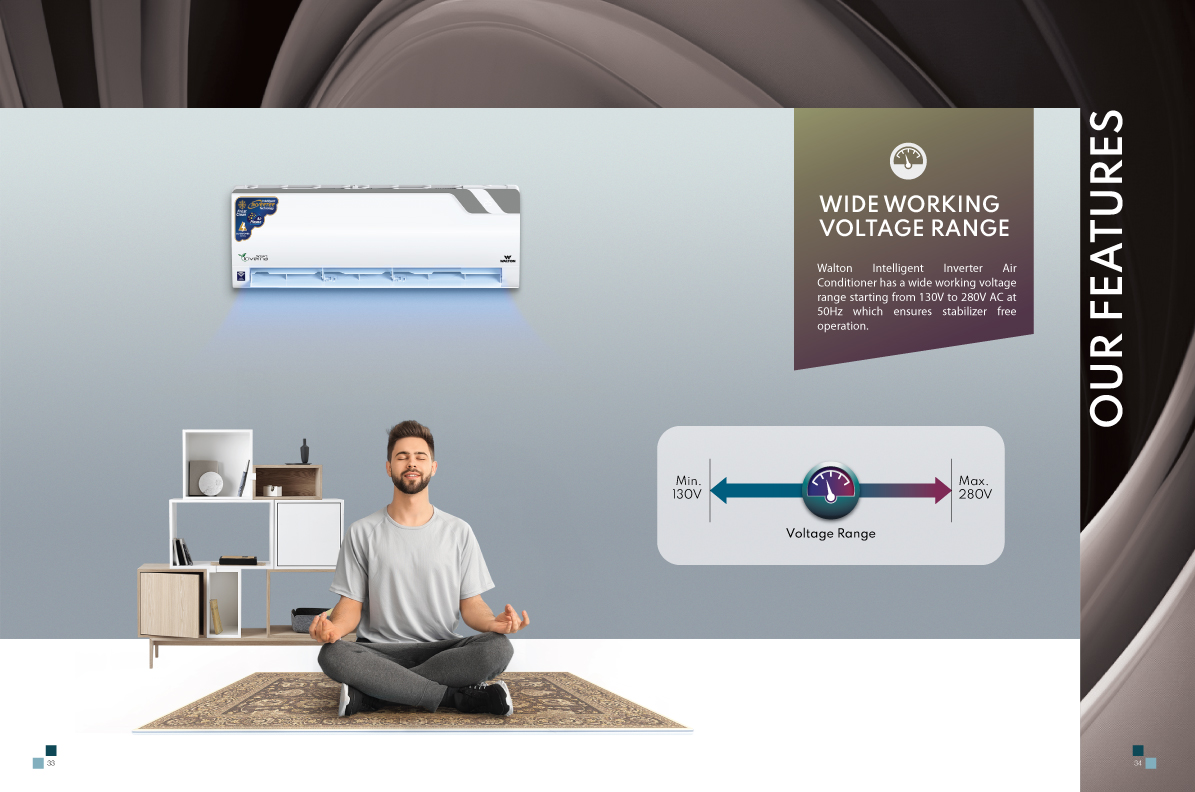 WIDE WORKING
VOLTAGE RANGE
Walton Intelligent Inverter Air
Conditioner has a wide working voltage
range starting from 130V to 280V AC at
50Hz which ensures stabilizer free
operation.
OUR FEATURES
WALTON
Min.
130V
Max.
280V
Voltage Range
33
34